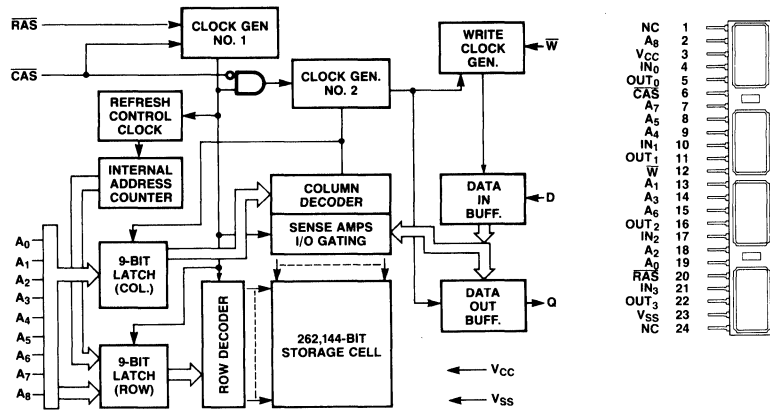 RAS
CAS
CLOCK GEN
NO. 1
CLOCK GEN.
NO. 2
WRITE
CLOCK
GEN.
W
REFRESH
CONTROL
CLOCK
INTERNAL
ADDRESS
COUNTER
COLUMN
DECODER
SENSE AMPS
I/O GATING
DATA
IN
BUFF.
D
A0
A1
A2
A3
A4
A5
A6
A7
A8
9-BIT
LATCH
(COL.)
9-BIT
LATCH
(ROW)
ROW DECODER
262,144-BIT
STORAGE CELL
DATA
OUT
BUFF.
Q
VCC
VSS
NC 1
A8 2
VCC 3
IN0 4
OUT0 5
CAS 6
A7 7
A5 8
A4 9
IN1 10
OUT1 11
W 12
A1 13
A3 14
A6 15
OUT2 16
IN2 17
A2 18
A0 19
RAS 20
IN3 21
OUT3 22
VSS 23
NC 24